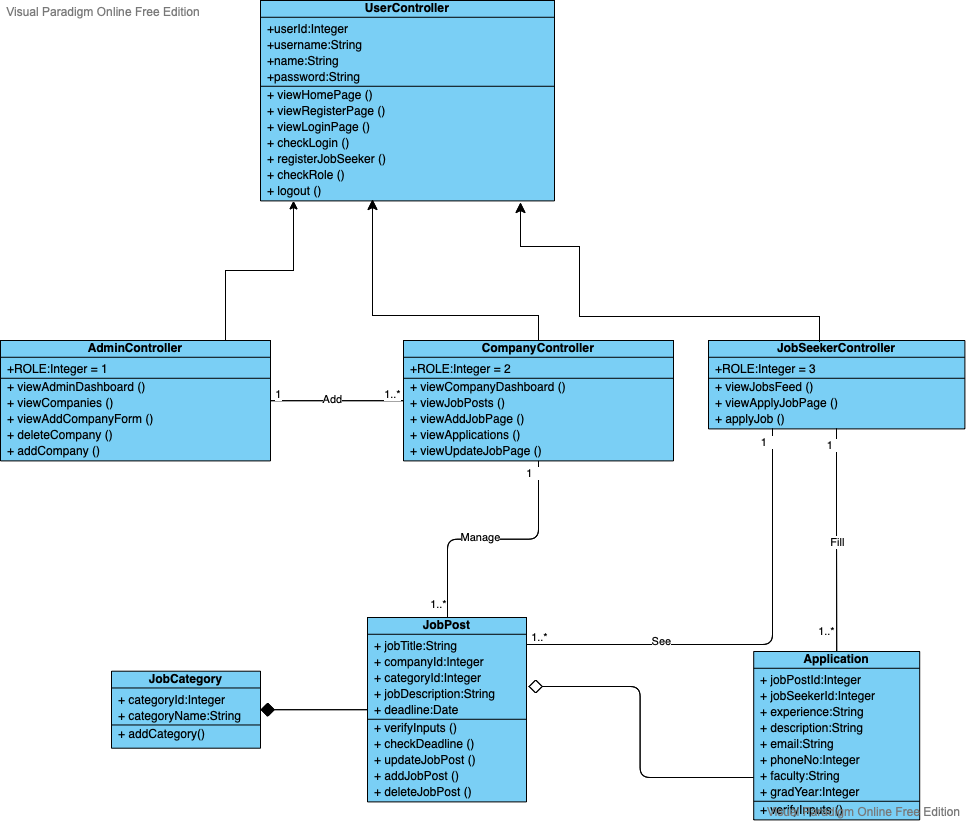 Visual Paradigm Online Free Edition
UserController
+userId:Integer
+username:String
+name:String
+password:String
+ viewHomePage ()
+ viewRegisterPage ()
+ viewLoginPage ()
+ checkLogin ()
+ registerJobSeeker ()
+ checkRole ()
+ logout ()
AdminController
+ROLE:Integer = 1
+ viewAdminDashboard ()
+ viewCompanies ()
+ viewAddCompanyForm ()
+ deleteCompany ()
+ addCompany ()
1
Add
1..*
CompanyController
+ROLE:Integer = 2
+ viewCompanyDashboard ()
+ viewJobPosts ()
+ viewAddJobPage ()
+ viewApplications ()
+ viewUpdateJobPage ()
JobSeekerController
+ROLE:Integer = 3
+ viewJobsFeed ()
+ viewApplyJobPage ()
+ applyJob ()
1
Manage
1..*
1
See
1..*
1
Fill
1..*
JobCategory
+ categoryId:Integer
+ categoryName:String
+ addCategory()
JobPost
+ jobTitle:String
+ companyId:Integer
+ categoryId:Integer
+ jobDescription:String
+ deadline:Date
+ verifyInputs ()
+ checkDeadline ()
+ updateJobPost ()
+ addJobPost ()
+ deleteJobPost ()
Application
+ jobPostId:Integer
+ jobSeekerId:Integer
+ experience:String
+ description:String
+ email:String
+ phoneNo:Integer
+ faculty:String
+ gradYear:Integer
+ verifyInputs ()
Visual Paradigm Online Free Edition